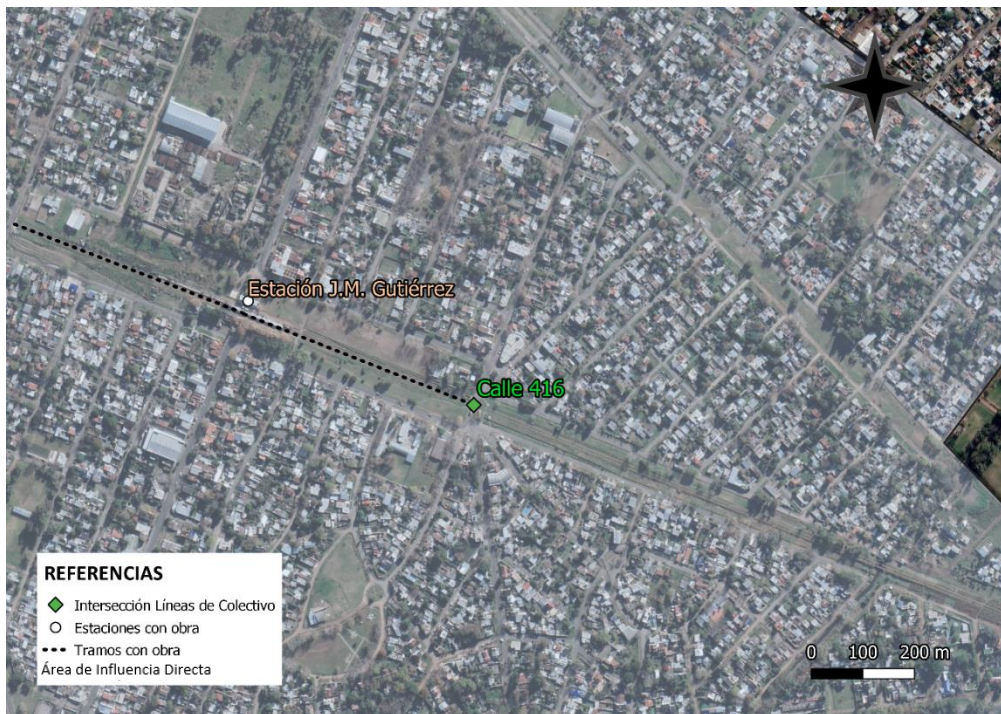 Estación J.M. Gutiérrez
Calle 416
REFERENCIAS
Intersección Líneas de Colectivo
Estaciones con obra
Tramos con obra
Área de Influencia Directa
0 100 200 m